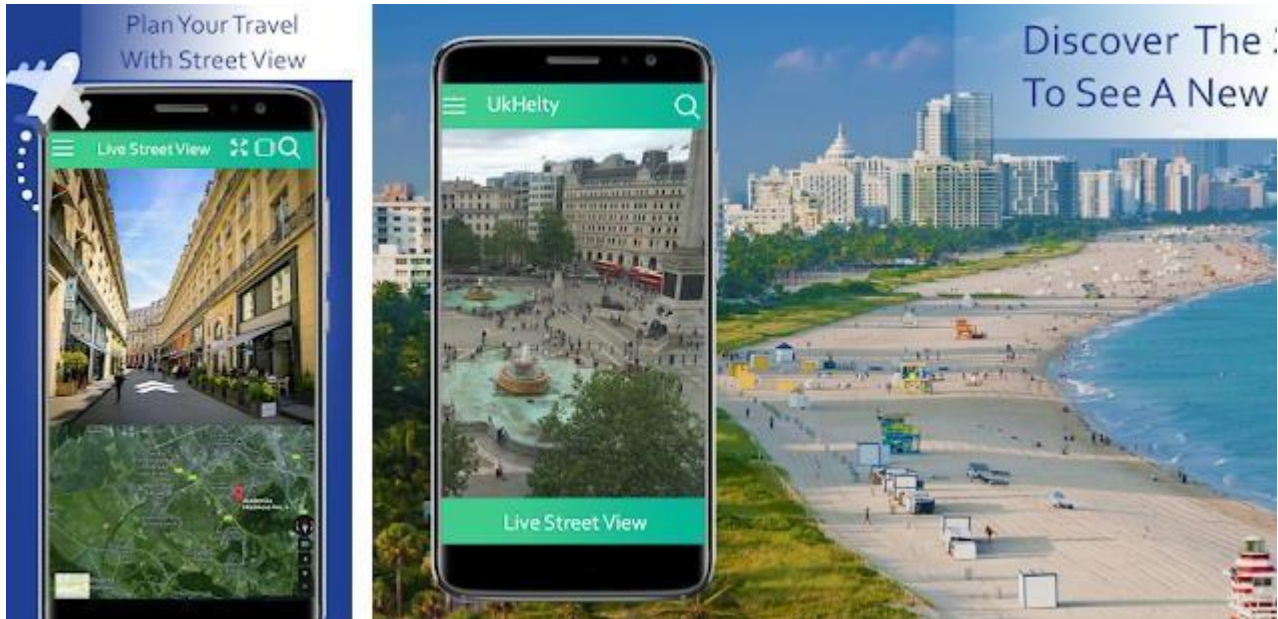 Plan Your Travel
With Street View
Live Street View
UkHelty
Live Street View
Discover The
To See A New